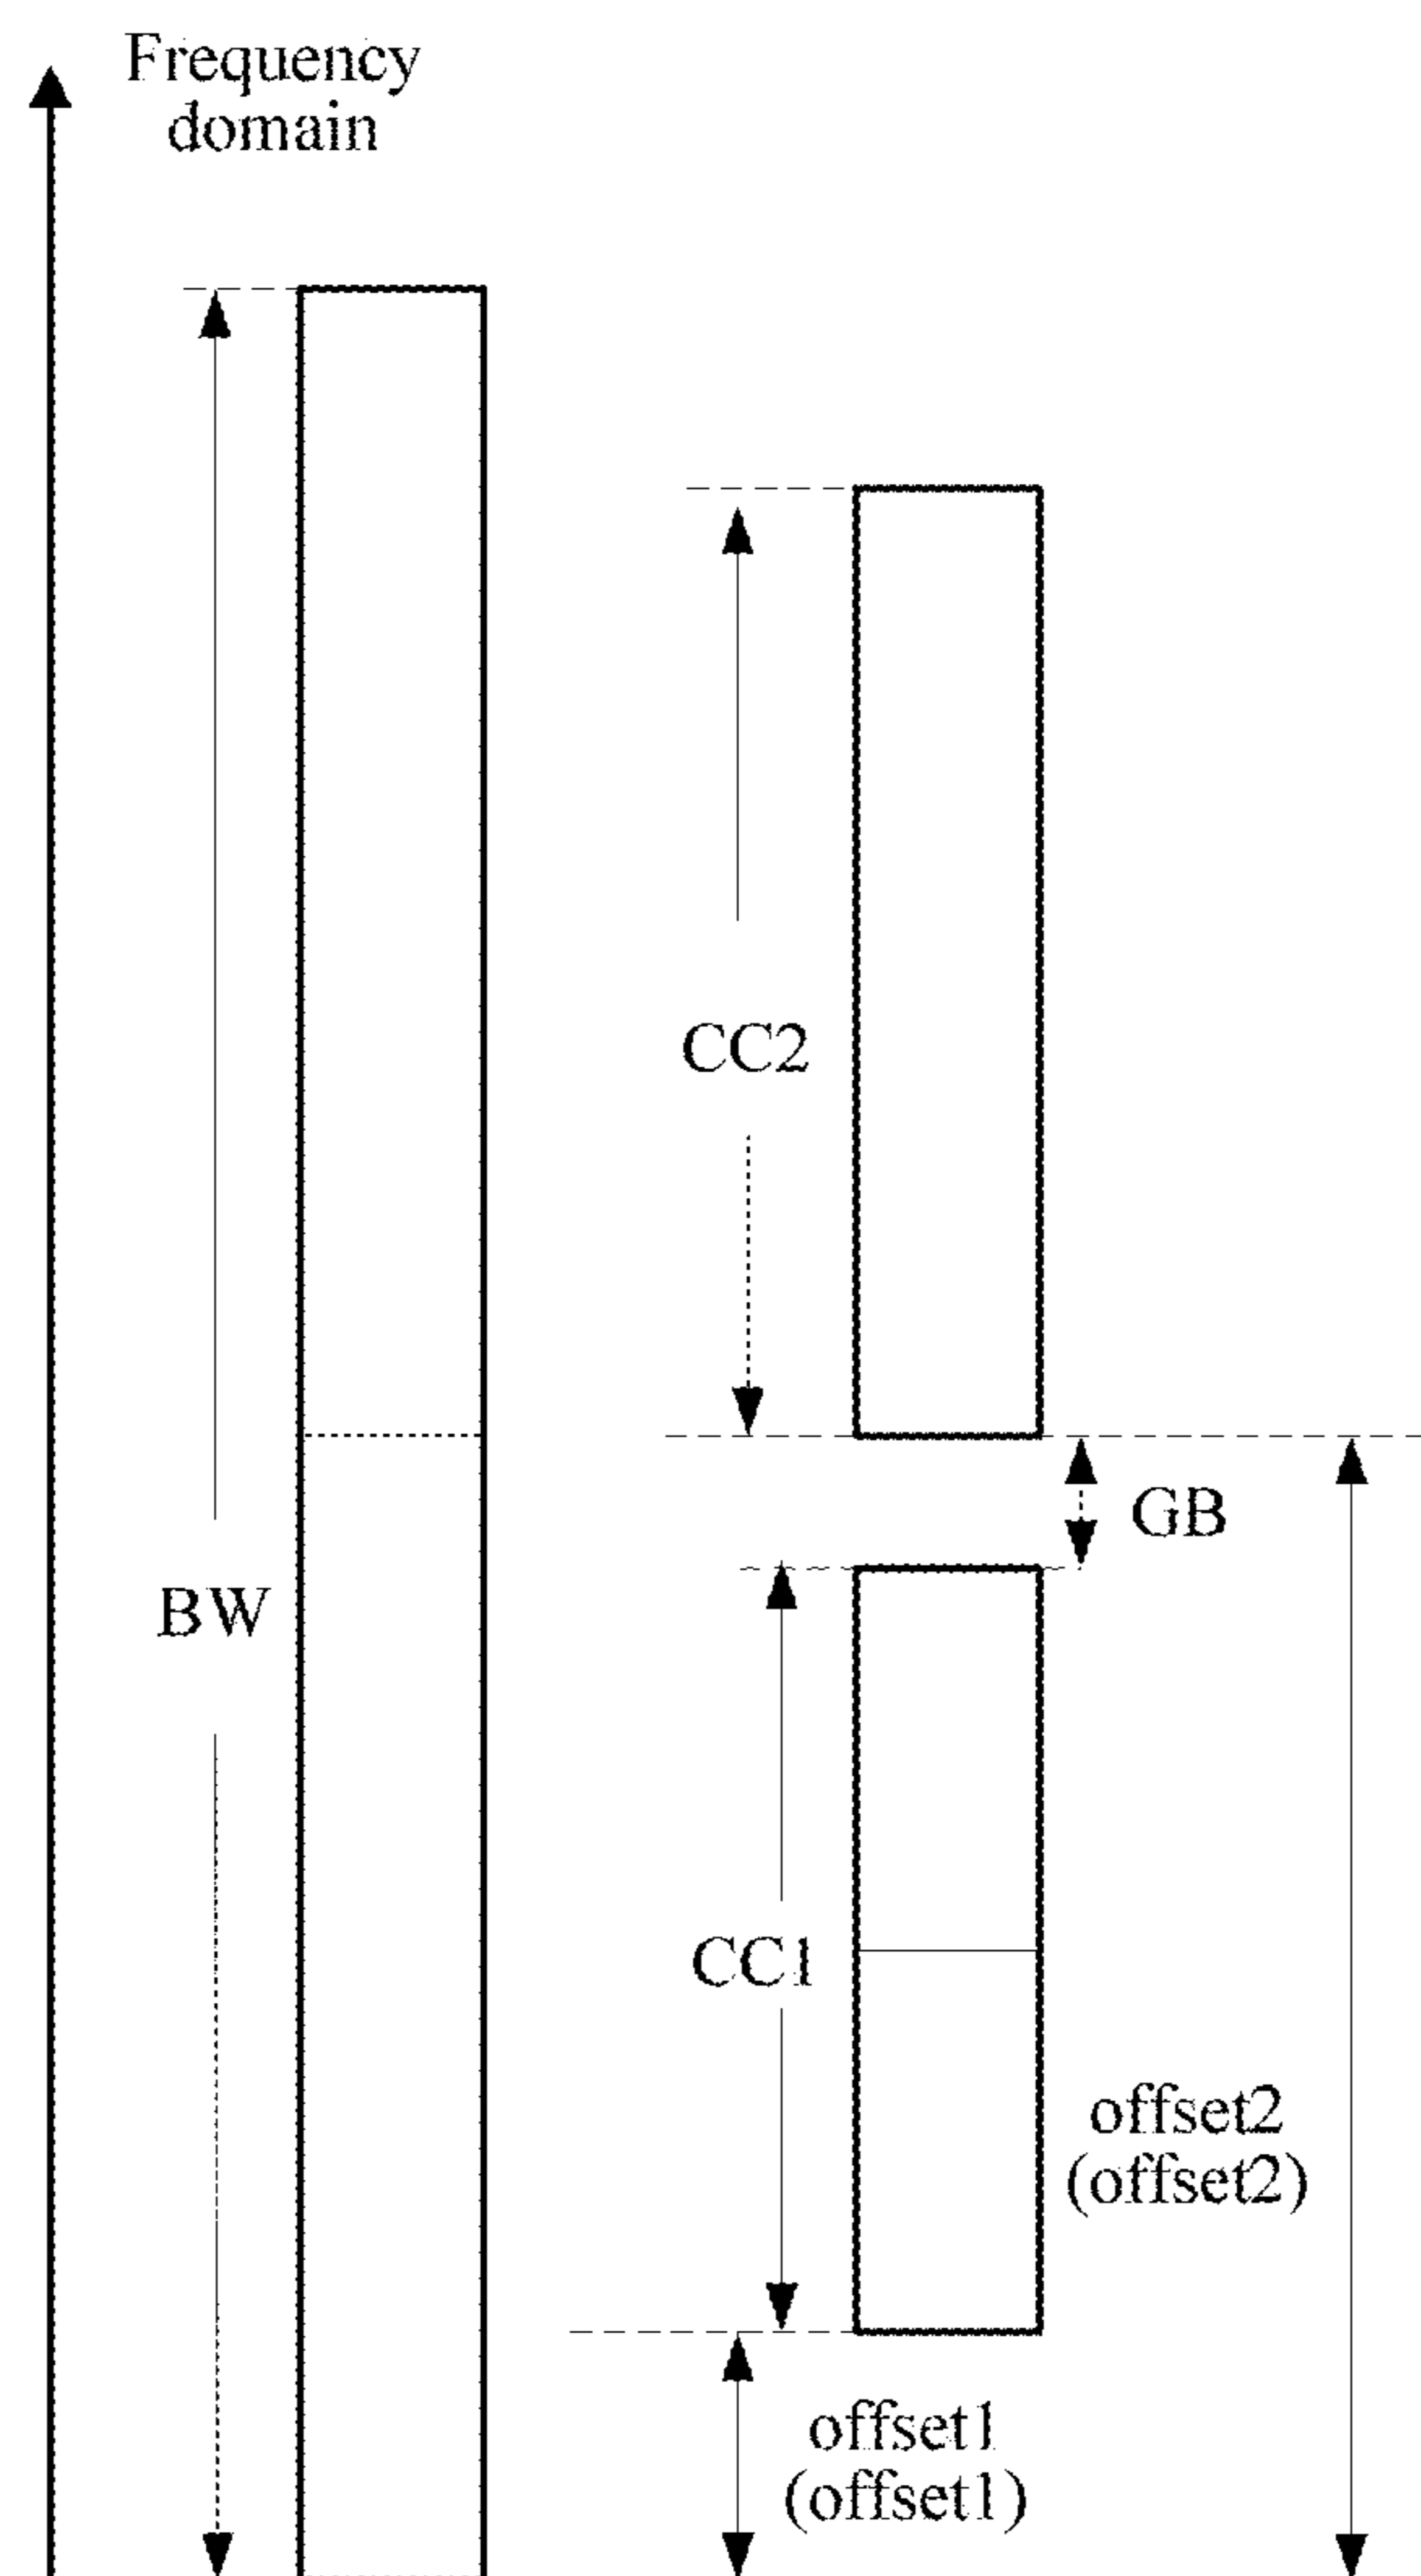 Frequency
domain
CC2
GB
BW
CC1
offset2
(offset2)
offset1
(offset1)